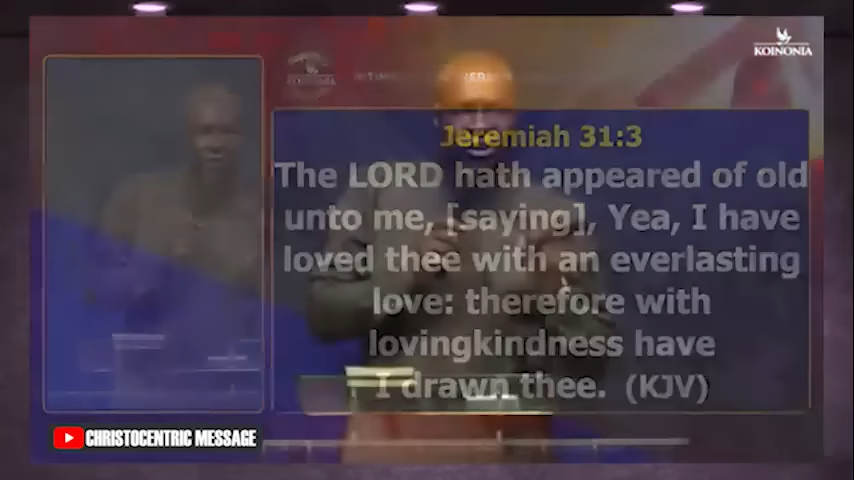 KOINONIA
Jeremiah 31:3
The LORD hath appeared of old
unto me, [saying], Yea, I have
loved thee with an everlasting
love: therefore with
lovingkindness have
I drawn thee. (KJV)
CHRISTOCENTRIC MESSAGE